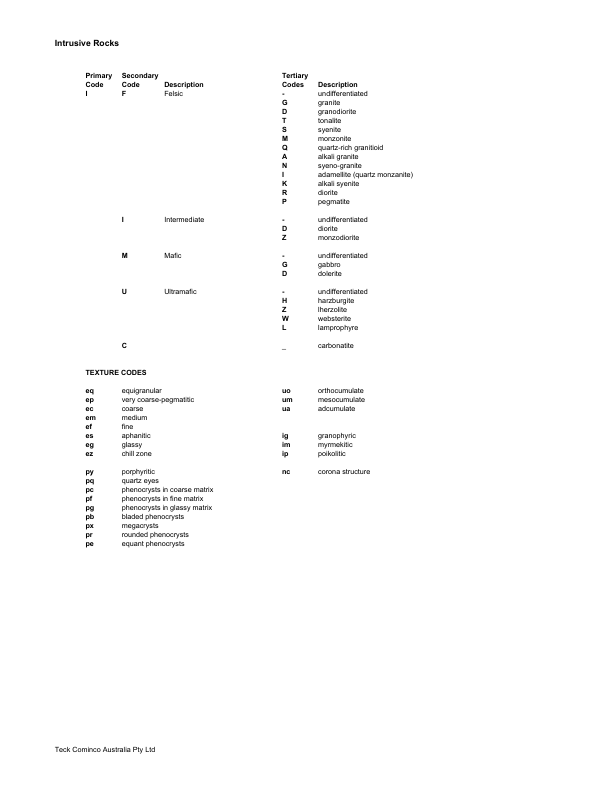 Intrusive Rocks
Primary Secondary Tertiary
Code Code Description Codes Description
I F Felsic - undifferentiated
G granite
D granodiorite
T tonalite
S syenite
M monzonite
Q quartz-rich granitioid
A alkali granite
N syeno-granite
I adamellite (quartz monzanite)
K alkali syenite
R diorite
P pegmatite
I Intermediate - undifferentiated
D diorite
Z monzodiorite
M Mafic - undifferentiated
G gabbro
D dolerite
U Ultramafic - undifferentiated
H harzburgite
Z lherzolite
W websterite
L lamprophyre
C _ carbonatite
TEXTURE CODES
eq equigranular uo orthocumulate
ep very coarse-pegmatitic um mesocumulate
ec coarse ua adcumulate
em medium
ef fine
es aphanitic ig granophyric
eg glassy im myrmekitic
ez chill zone ip poikolitic
py porphyritic nc corona structure
pq quartz eyes
pc phenocrysts in coarse matrix
pf phenocrysts in fine matrix
pg phenocrysts in glassy matrix
pb bladed phenocrysts
px megacrysts
pr rounded phenocrysts
pe equant phenocrysts
Teck Cominco Australia Pty Ltd